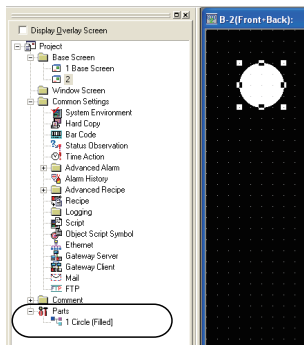 B-2(Front+Back):
Display Overlay Screen
Project
Base Screen
1 Base Screen
2
Window Screen
Common Settings
System Environment
Hard Copy
Bar Code
Status Observation
Time Action
Advanced Alarm
Alarm History
Advanced Recipe
Recipe
Logging
Script
Object Script Symbol
Ethernet
Gateway Server
Gateway Client
Mail
FTP
Comment
Parts
1 Circle (Filled)